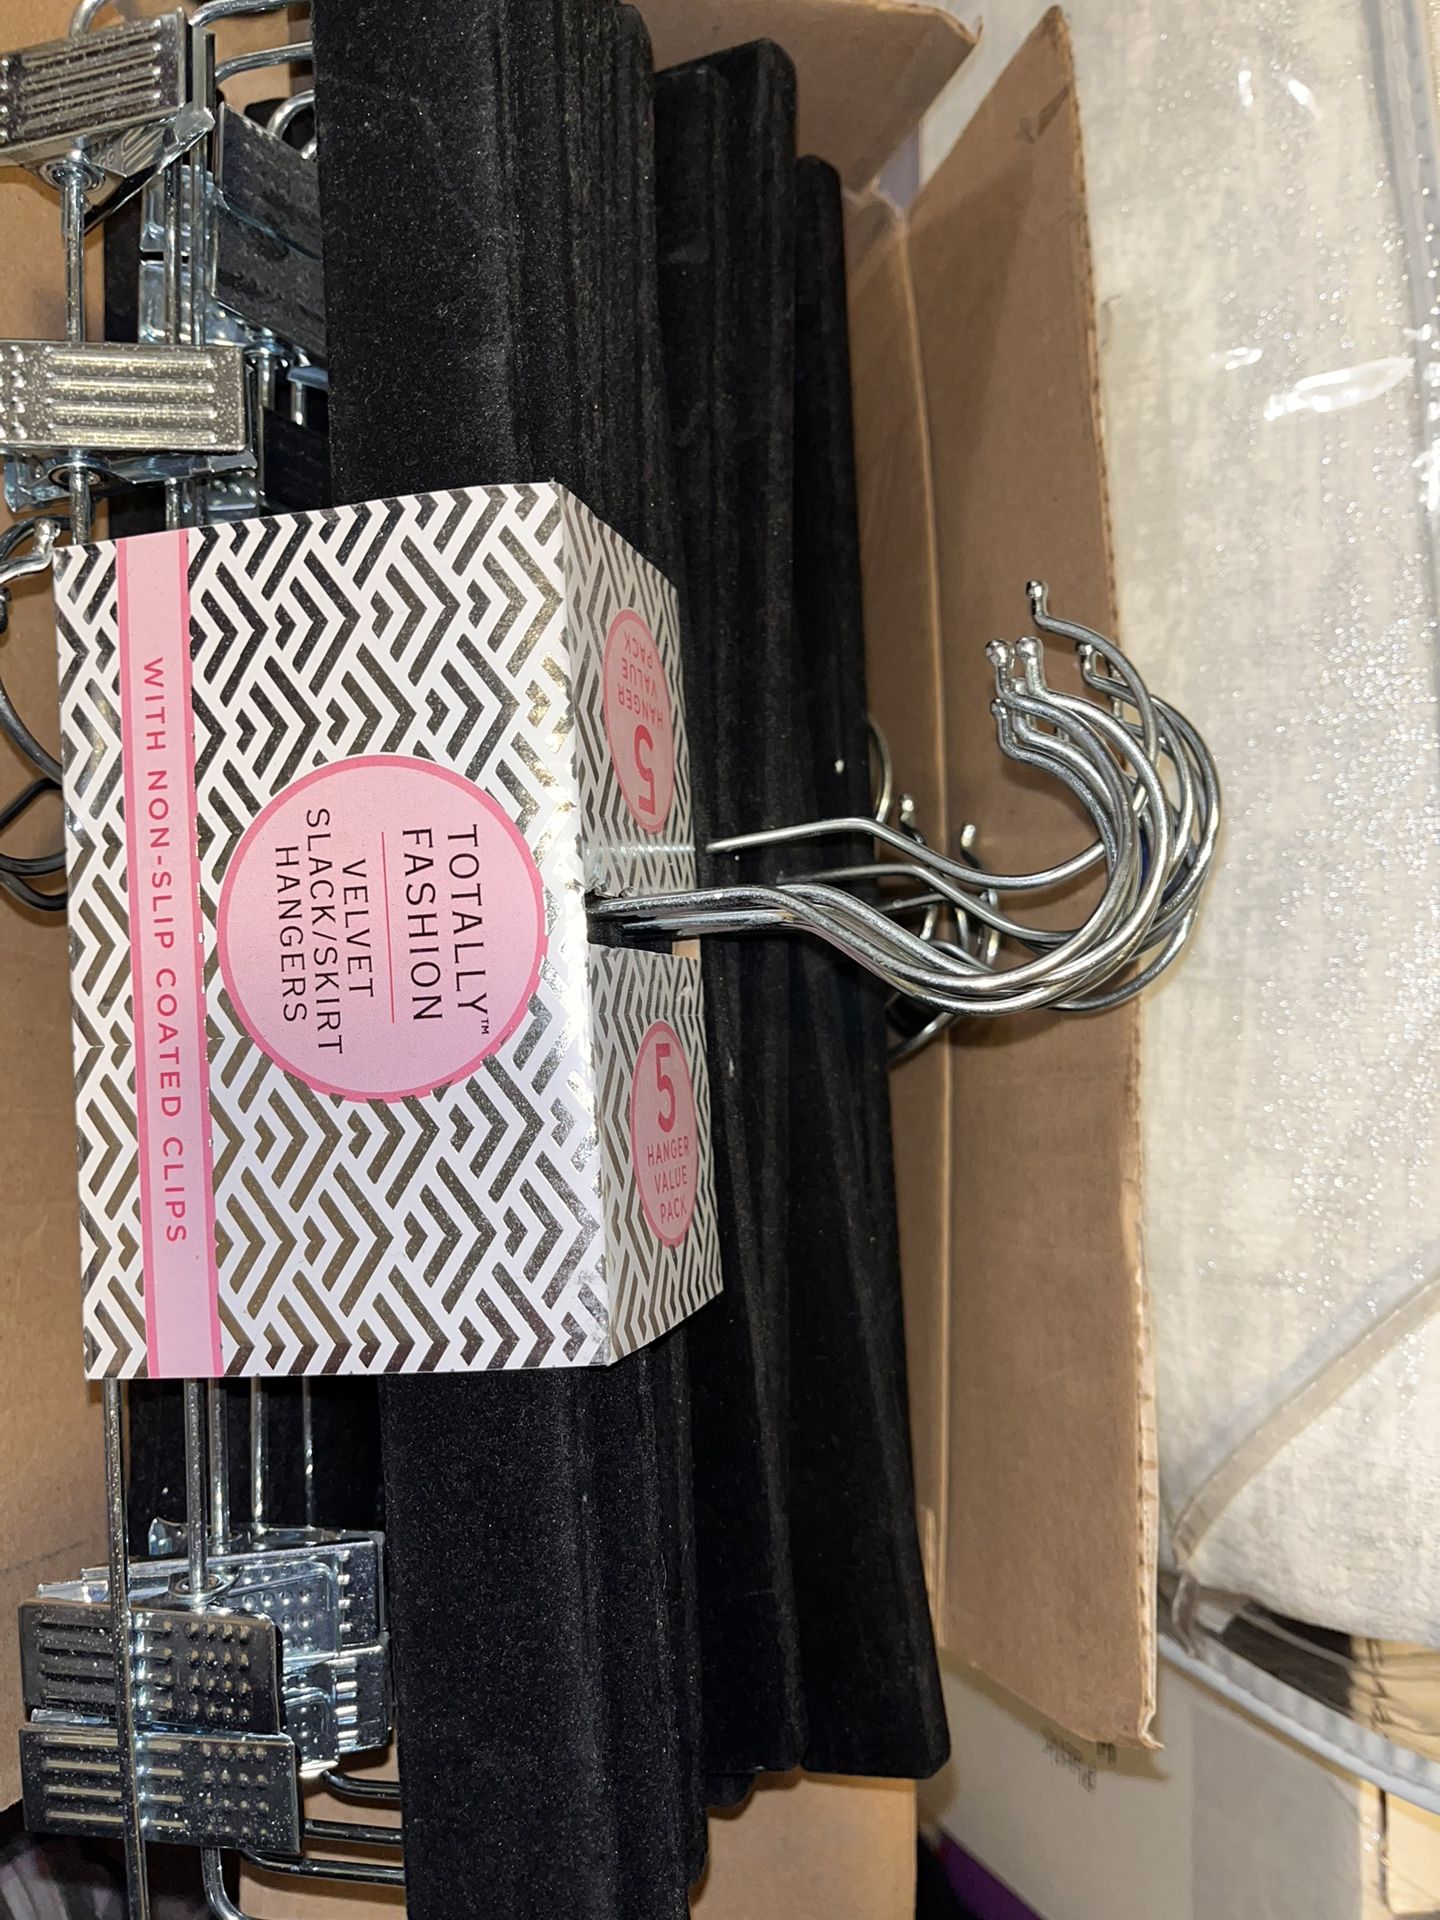 TOTALLY™
FASHION
VELVET
SLACK/SKIRT
HANGERS
WITH NON-SLIP COATED CLIPS
5
HANGER
VALUE
PACK
5
HANGER
VALUE
PACK